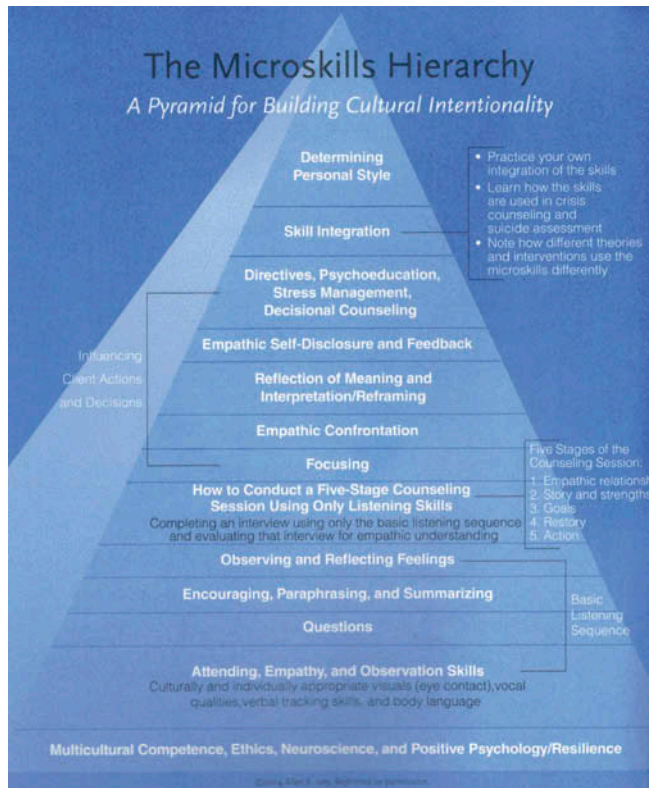 The Microskills Hierarchy
A Pyramid for Building Cultural Intentionality
Determining
Personal Style
• Practice your own
integration of the skills
• Learn how the skills
are used in crisis
counseling and
suicide assessment
• Note how different theories
and interventions use the
microskills differently
Skill Integration
Directives, Psychoeducation,
Stress Management,
Decisional Counseling
Empathic Self-Disclosure and Feedback
Influencing
Client Actions
and Decisions
Reflection of Meaning and
Interpretation/Reframing
Empathic Confrontation
Focusing
Five Stages of the
Counseling Session:
1. Empathic relationsh
2. Story and strengths
3. Goals
4. Restory
5. Action
How to Conduct a Five-Stage Counseling
Session Using Only Listening Skills
Completing an interview using only the basic listening sequence
and evaluating that interview for empathic understanding
Observing and Reflecting Feelings
Encouraging, Paraphrasing, and Summarizing
Basic
Listening
Sequence
Questions
Attending, Empathy, and Observation Skills
Culturally and individually appropriate visuals (eye contact),vocal
qualities,verbal tracking skills, and body language
Multicultural Competence, Ethics, Neuroscience, and Positive Psychology/Resilience